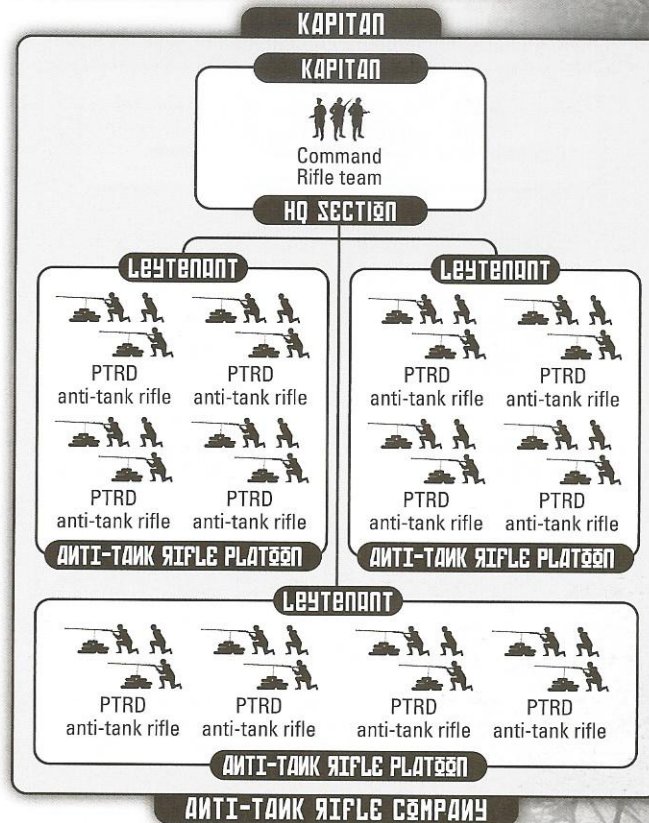 KAPITAN
KAPITAN
Command
Rifle team
HQ SECTION
LEYTENANT
PTRD
anti-tank rifle
PTRD
anti-tank rifle
PTRD
anti-tank rifle
PTRD
anti-tank rifle
ANTI-TANK RIFLE PLATOON
LEYTENANT
PTRD
anti-tank rifle
PTRD
anti-tank rifle
PTRD
anti-tank rifle
PTRD
anti-tank rifle
ANTI-TANK RIFLE PLATOON
LEYTENANT
PTRD
anti-tank rifle
PTRD
anti-tank rifle
PTRD
anti-tank rifle
PTRD
anti-tank rifle
ANTI-TANK RIFLE PLATOON
ANTI-TANK RIFLE COMPANY